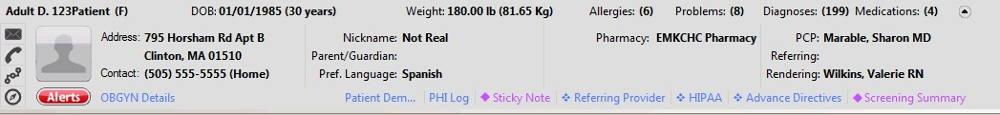 Adult D. 123Patient (F) DOB: 01/01/1985 (30 years) Weight: 180.00 lb (81.65 Kg) Allergies: (6) Problems: (8) Diagnoses: (199) Medications: (4)
Address: 795 Horsham Rd Apt B Nickname: Not Real Pharmacy: EMKCHC Pharmacy PCP: Marable, Sharon MD
Clinton, MA 01510 Parent/Guardian: Referring:
Contact: (505) 555-5555 (Home) Pref. Language: Spanish Rendering: Wilkins, Valerie RN
Alerts OBGYN Details Patient Dem... PHI Log Sticky Note Referring Provider HIPAA Advance Directives Screening Summary